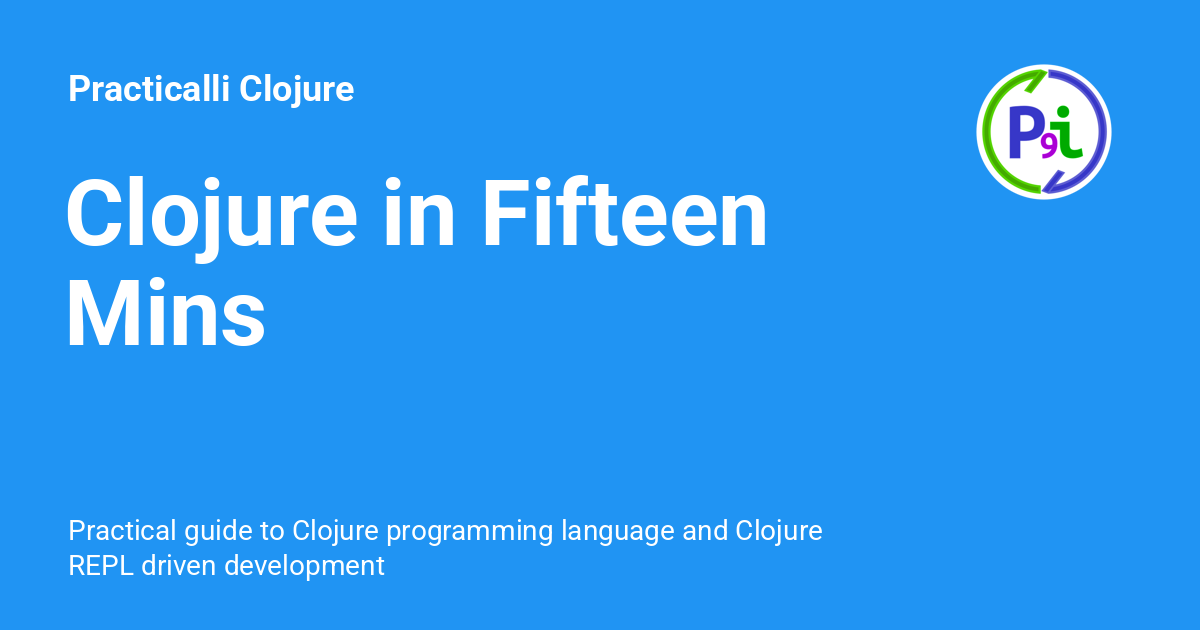 Practicalli Clojure
P9i
Clojure in Fifteen
Mins
Practical guide to Clojure programming language and Clojure
REPL driven development